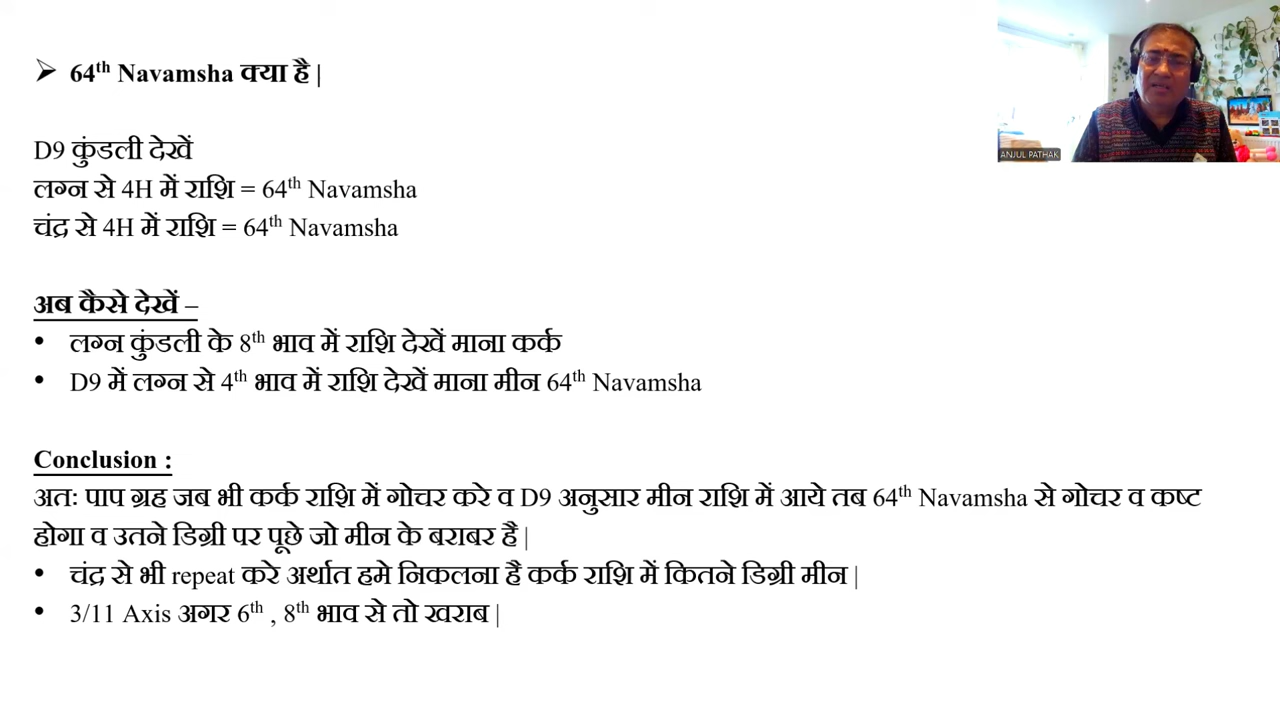 ➢ 64th Navamsha क्या है |
ANJUL PATHAK
D9 कुंडली देखें
लग्न से 4H में राशि = 64th Navamsha
चंद्र से 4H में राशि = 64th Navamsha
अब कैसे देखें –
• लग्न कुंडली के 8th भाव में राशि देखें माना कर्क
• D9 में लग्न से 4th भाव में राशि देखें माना मीन 64th Navamsha
Conclusion :
अतः पाप ग्रह जब भी कर्क राशि में गोचर करे व D9 अनुसार मीन राशि में आये तब 64th Navamsha से गोचर व कष्ट
होगा व उतने डिग्री पर पूछे जो मीन के बराबर है |
• चंद्र से भी repeat करे अर्थात हमे निकलना है कर्क राशि में कितने डिग्री मीन |
• 3/11 Axis अगर 6th , 8th भाव से तो खराब |